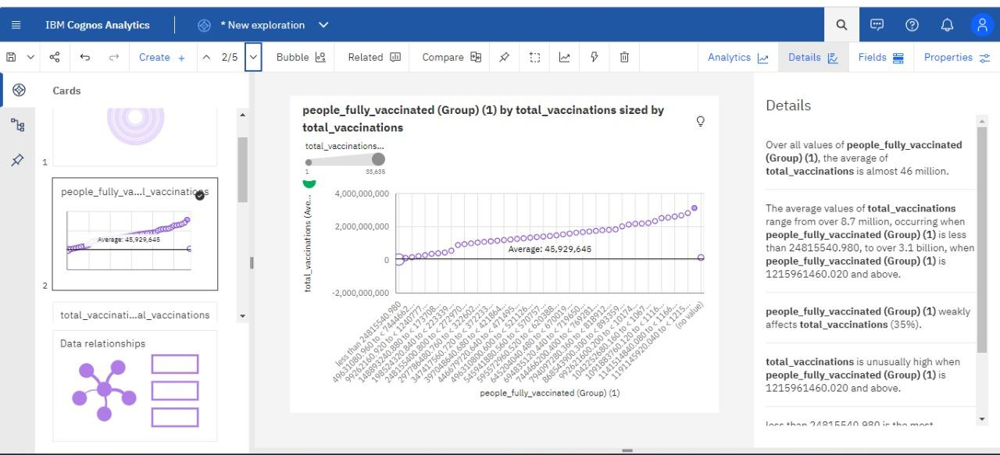 IBM Cognos Analytics
* New exploration
Create +
2/5
Bubble
Related
Compare
Analytics
Details
Fields
Properties
Cards
1
people_fully_va...l_vaccinations
Average: 45,929,645
2
total_vaccinati...al_vaccinations
Data relationships
people_fully_vaccinated (Group) (1) by total_vaccinations sized by
total_vaccinations
total_vaccinations...
1
33,635
total_vaccinations (Ave...
4,000,000,000
2,000,000,000
0
-2,000,000,000
Average: 45,929,645
less than 24815540.980
49631080.960 to < 7444662...
99262160.920 to < 1240777...
148893240.880 to < 173708...
198524320.840 to < 223339...
248155400.800 to < 272970...
297786480.760 to < 322602...
347417560.720 to < 372233...
397048640.680 to < 421864...
446679720.640 to < 471495...
496310800.600 to < 521126...
545941880.560 to < 570757...
595572960.520 to < 620388...
645204040.480 to < 670019...
694835120.440 to < 719650...
744466200.400 to < 769281...
794097280.360 to < 818912...
868543900.300 to < 893359...
992621600.200 to < 10174...
1042252680.160 to < 1067...
1091883760.120 to < 1116...
1141514840.080 to < 1166...
1191145920.040 to < 1215...
(no value)
people_fully_vaccinated (Group) (1)
Details
Over all values of people_fully_vaccinated
(Group) (1), the average of
total_vaccinations is almost 46 million.
The average values of total_vaccinations
range from over 8.7 million, occurring when
people_fully_vaccinated (Group) (1) is less
than 24815540.980, to over 3.1 billion, when
people_fully_vaccinated (Group) (1) is
1215961460.020 and above.
people_fully_vaccinated (Group) (1) weakly
affects total_vaccinations (35%).
total_vaccinations is unusually high when
people_fully_vaccinated (Group) (1) is
1215961460.020 and above.
less than 24815540.980 is the most